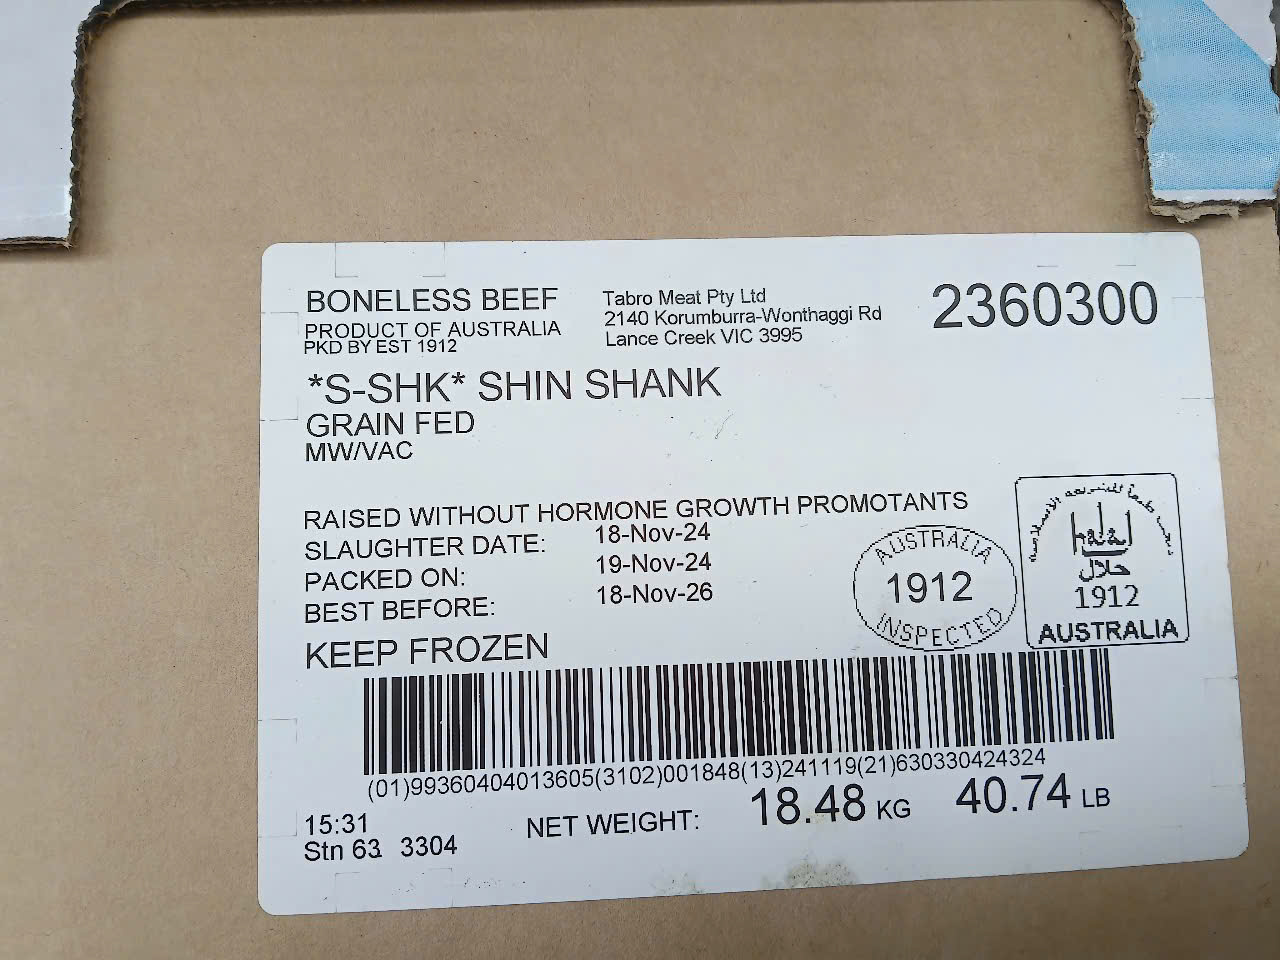 BONELESS BEEF
PRODUCT OF AUSTRALIA
PKD BY EST 1912
Tabro Meat Pty Ltd
2140 Korumburra-Wonthaggi Rd
Lance Creek VIC 3995
2360300
*S-SHK* SHIN SHANK
GRAIN FED
MW/VAC
RAISED WITHOUT HORMONE GROWTH PROMOTANTS
SLAUGHTER DATE: 18-Nov-24
PACKED ON: 19-Nov-24
BEST BEFORE: 18-Nov-26
KEEP FROZEN
AUSTRALIA
1912
INSPECTED
halal
حلال
1912
AUSTRALIA
(01)99360404013605(3102)001848(13)241119(21)630330424324
15:31
Stn 63 3304
NET WEIGHT: 18.48 KG 40.74 LB